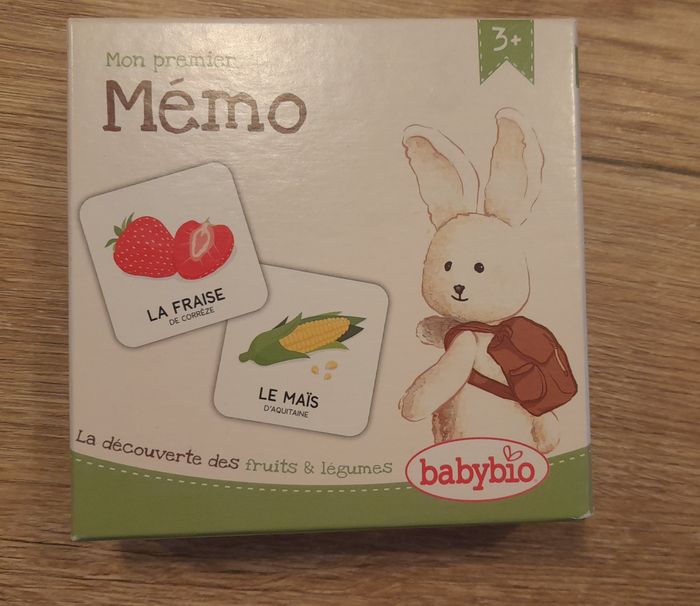 Mon premier
Mémo
3+
LA FRAISE
DE CORRÈZE
LE MAÏS
D'AQUITAINE
La découverte des fruits & légumes
babybio